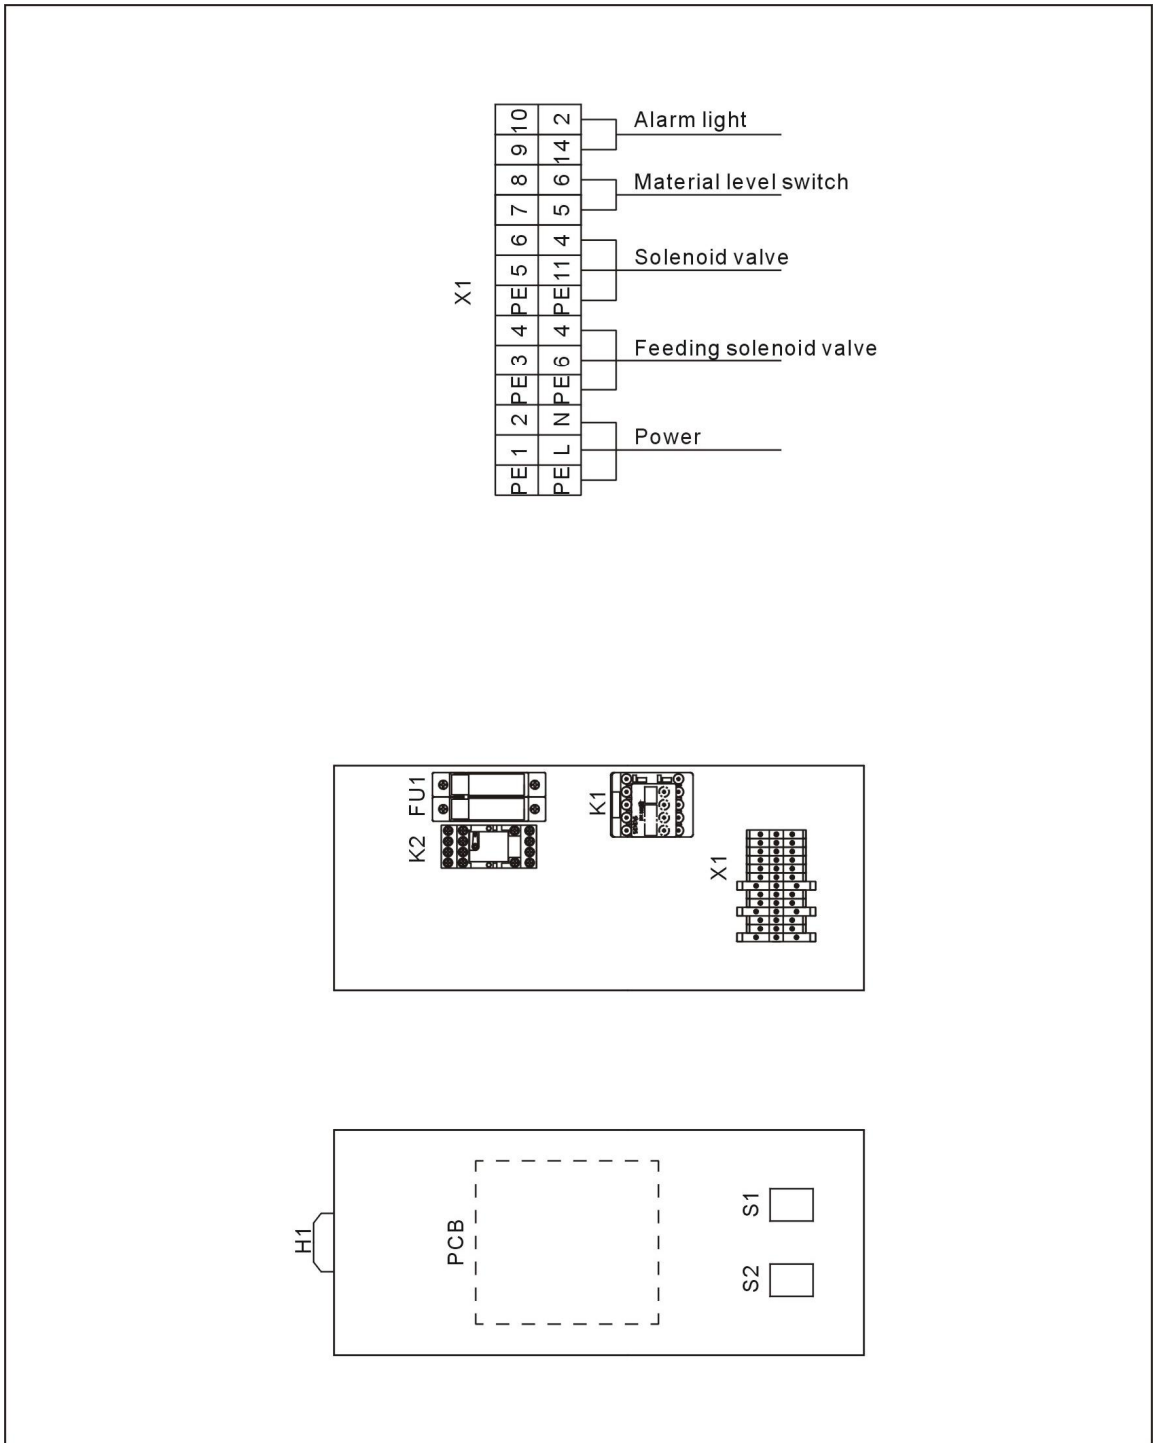 10 2 Alarm light
9 14
8 6 Material level switch
7 5
6 4
5 11 Solenoid valve
X1
PE PE
4 4
3 6 Feeding solenoid valve
PE PE
2 N
1 L Power
PE PE
FU1
K1
K2
X1
H1
PCB
S1
S2